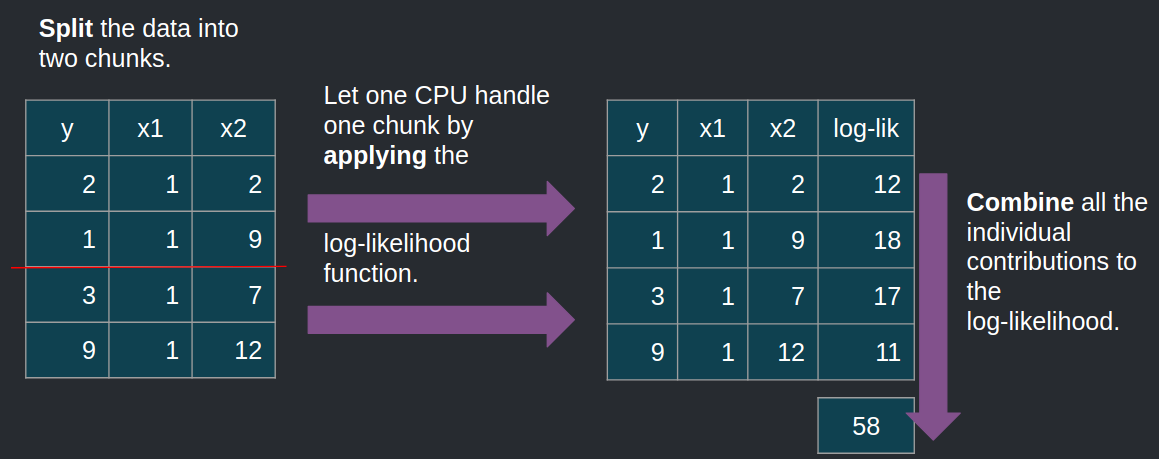 Split the data into
two chunks.
y x1 x2
2 1 2
1 1 9
3 1 7
9 1 12
Let one CPU handle
one chunk by
applying the
log-likelihood
function.
y x1 x2 log-lik
2 1 2 12
1 1 9 18
3 1 7 17
9 1 12 11
58
Combine all the
individual
contributions to
the
log-likelihood.